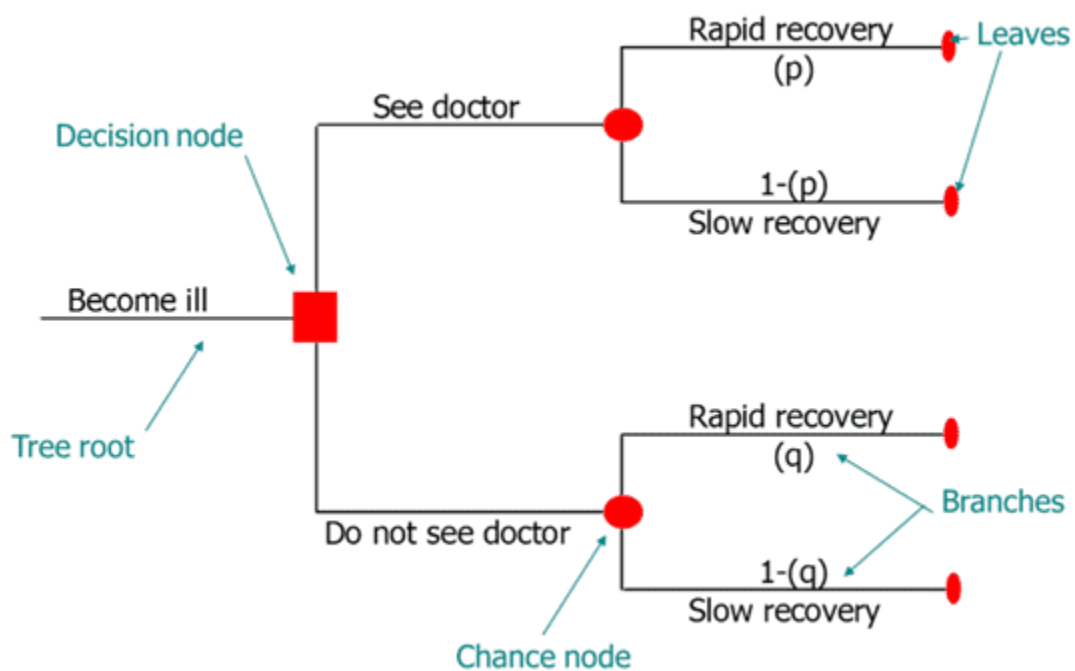 Rapid recovery
(p)
Leaves
See doctor
Decision node
1-(p)
Slow recovery
Become ill
Tree root
Rapid recovery
(q)
Branches
Do not see doctor
1-(q)
Slow recovery
Chance node